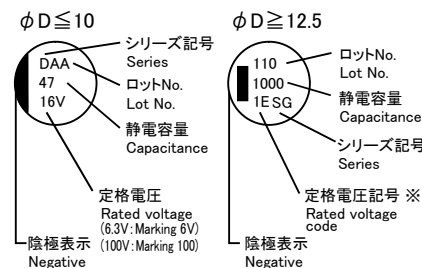 φD≦10
シリーズ記号
Series
DAA
47
16V
ロットNo.
Lot No.
静電容量
Capacitance
定格電圧
Rated voltage
(6.3V：Marking 6V)
(100V：Marking 100)
陰極表示
Negative
φD≧12.5
110
1000
1E SG
ロットNo.
Lot No.
静電容量
Capacitance
シリーズ記号
Series
定格電圧記号 ※
Rated voltage
code
陰極表示
Negative